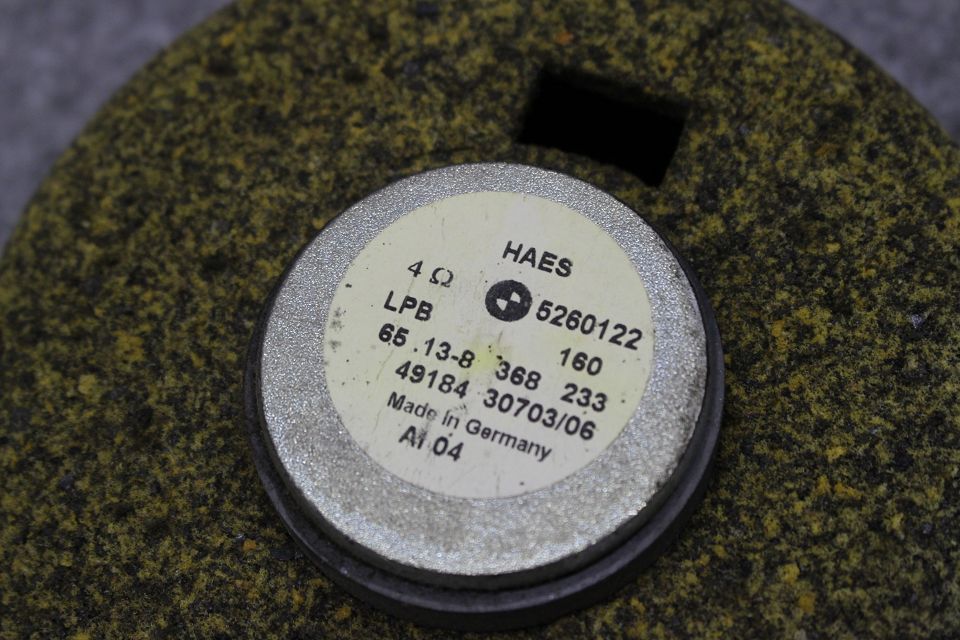 HAES
4 Ω
LPB 5260122
65.13-8 368 160
49184 30703/06 233
Made in Germany
AI 04